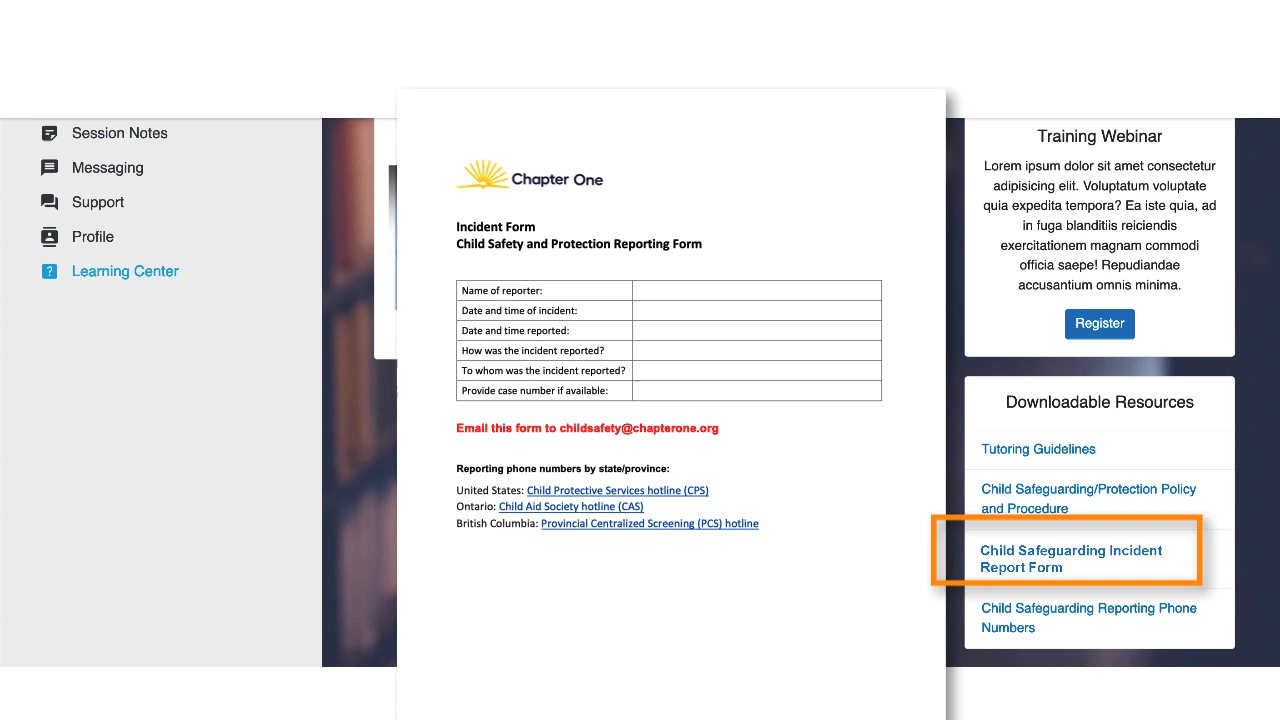 Session Notes
Messaging
Support
Profile
Learning Center
Chapter One
Incident Form
Child Safety and Protection Reporting Form
Name of reporter:
Date and time of incident:
Date and time reported:
How was the incident reported?
To whom was the incident reported?
Provide case number if available:
Email this form to childsafety@chapterone.org
Reporting phone numbers by state/province:
United States: Child Protective Services hotline (CPS)
Ontario: Child Aid Society hotline (CAS)
British Columbia: Provincial Centralized Screening (PCS) hotline
Training Webinar
Lorem ipsum dolor sit amet consectetur
adipisicing elit. Voluptatum voluptate
quia expedita tempora? Ea iste quia, ad
in fuga blanditiis reiciendis
exercitationem magnam commodi
officia saepe! Repudiandae
accusantium omnis minima.
Register
Downloadable Resources
Tutoring Guidelines
Child Safeguarding/Protection Policy
and Procedure
Child Safeguarding Incident
Report Form
Child Safeguarding Reporting Phone
Numbers